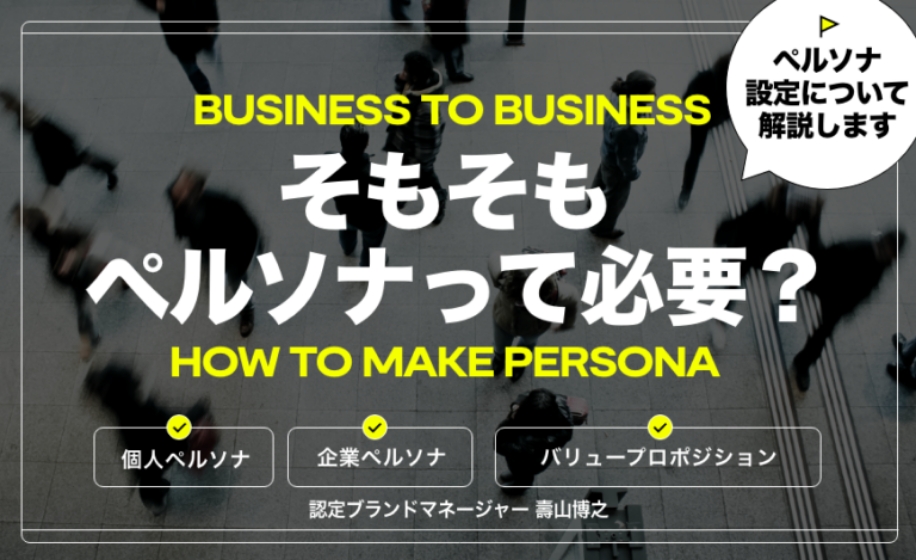 ペルソナ
設定について
解説します
BUSINESS TO BUSINESS
そもそも
ペルソナって必要？
HOW TO MAKE PERSONA
個人ペルソナ
企業ペルソナ
バリュープロポジション
認定ブランドマネージャー 壽山博之